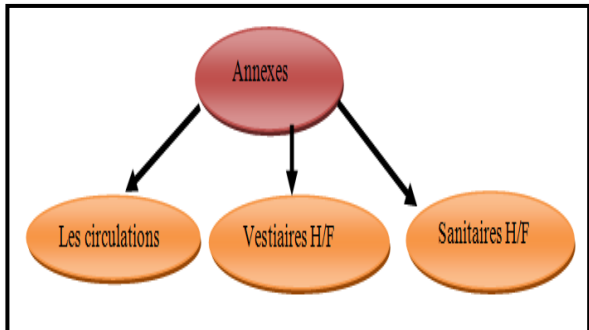 Annexes
Les circulations
Vestiaires H/F
Sanitaires H/F